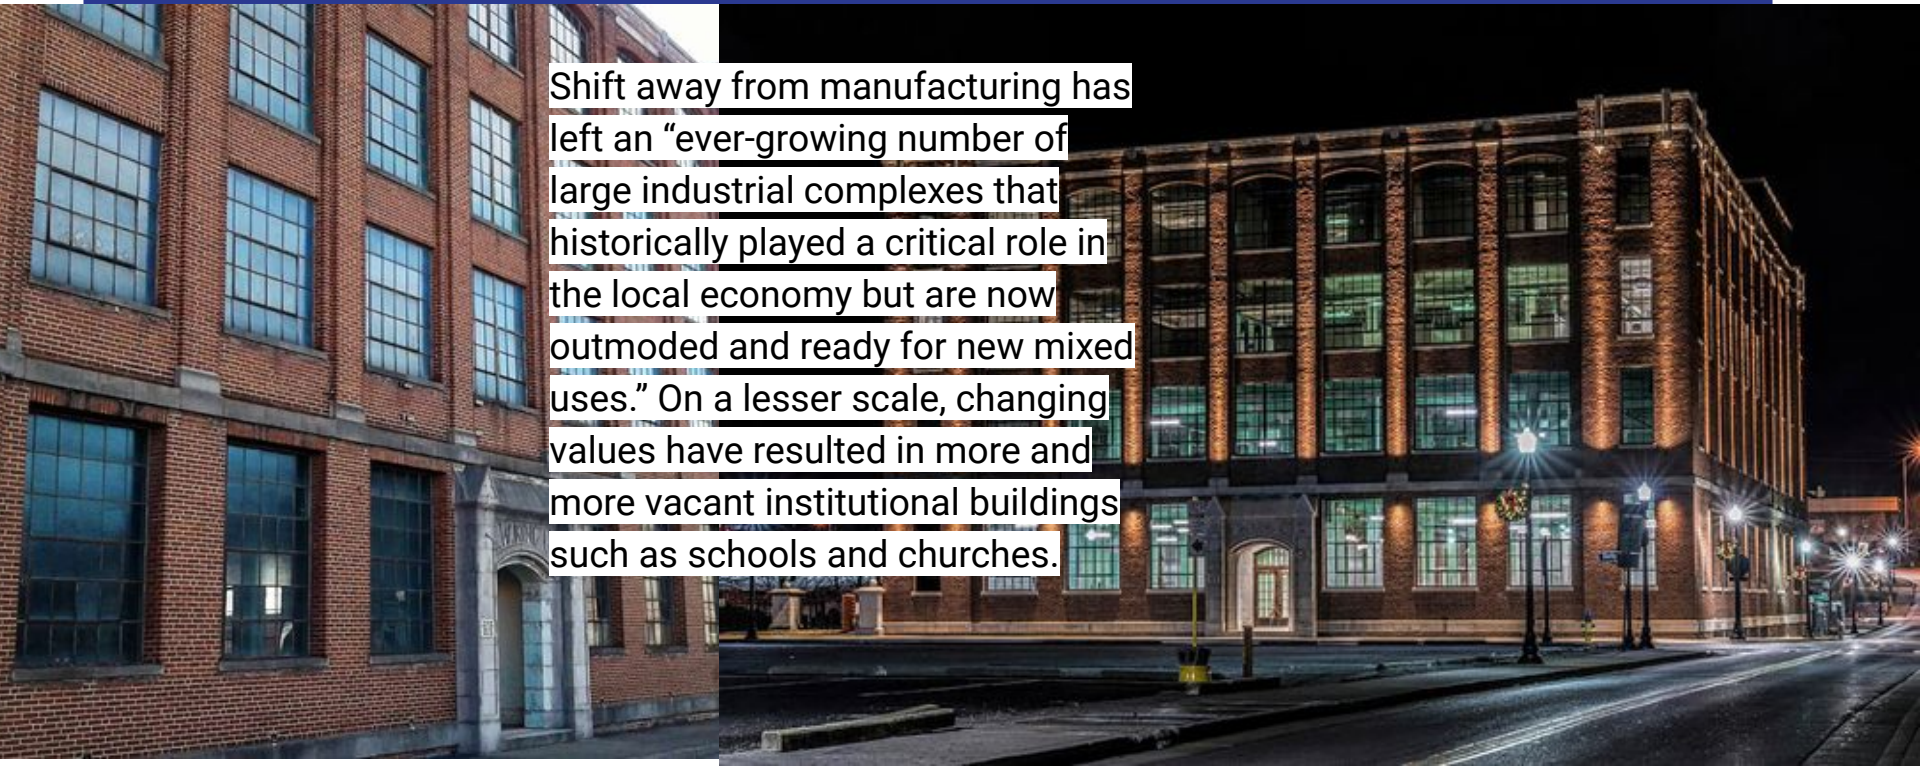 Shift away from manufacturing has
left an “ever-growing number of
large industrial complexes that
historically played a critical role in
the local economy but are now
outmoded and ready for new mixed
uses.” On a lesser scale, changing
values have resulted in more and
more vacant institutional buildings
such as schools and churches.